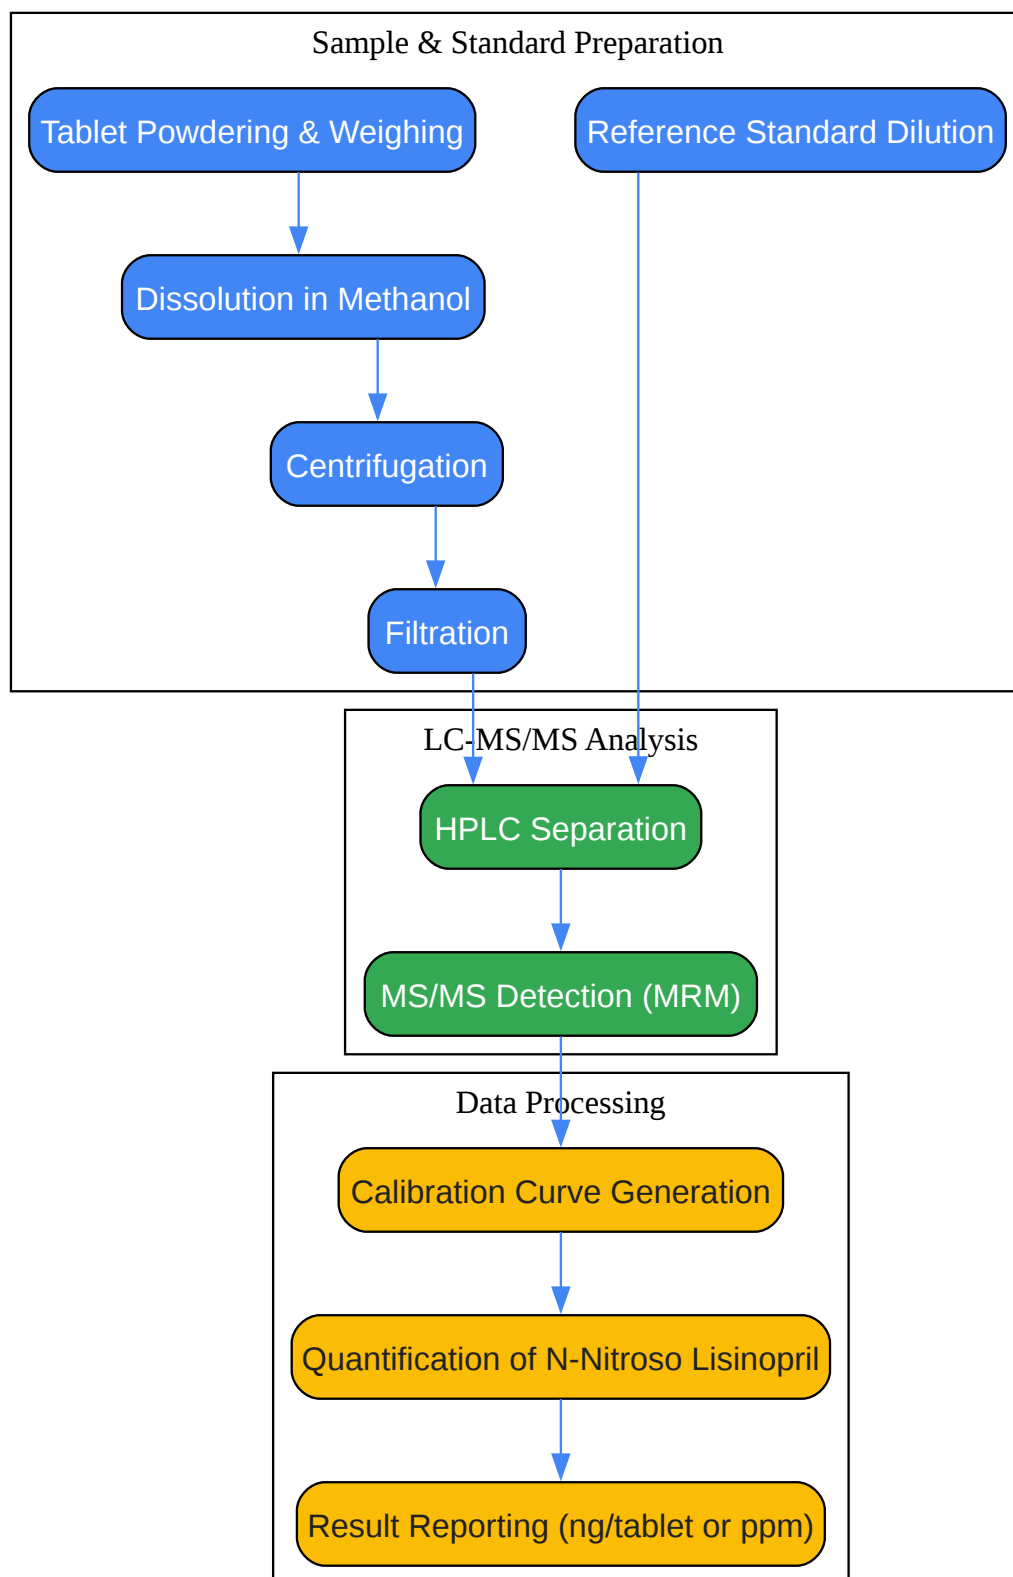 Sample & Standard Preparation
Tablet Powdering & Weighing
Reference Standard Dilution
Dissolution in Methanol
Centrifugation
Filtration
LC-MS/MS Analysis
HPLC Separation
MS/MS Detection (MRM)
Data Processing
Calibration Curve Generation
Quantification of N-Nitroso Lisinopril
Result Reporting (ng/tablet or ppm)